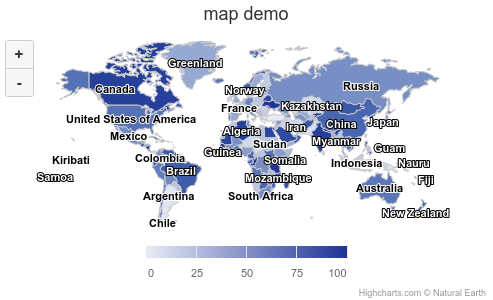 map demo
+
-
Greenland
Canada
Norway
Russia
United States of America
France
Kazakhstan
Mexico
Algeria
Iran
China
Japan
Kiribati
Colombia
Guinea
Sudan
Myanmar
Guam
Samoa
Brazil
Somalia
Indonesia
Nauru
Mozambique
Fiji
Argentina
South Africa
Australia
Chile
New Zealand
0 25 50 75 100
Highcharts.com © Natural Earth